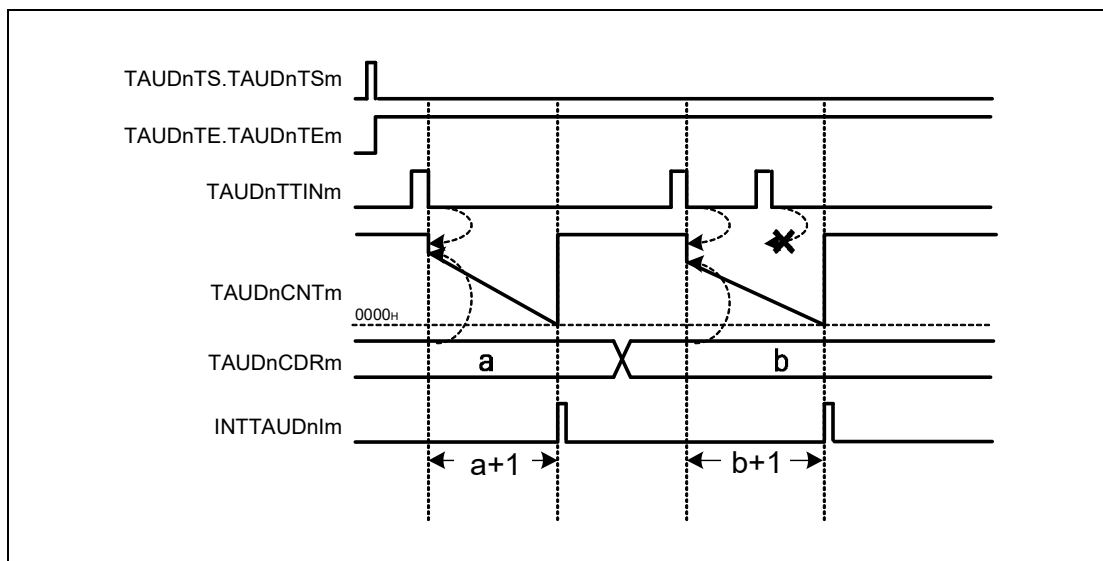 TAUDnTS.TAUDnTSm
TAUDnTE.TAUDnTEm
TAUDnTTINm
TAUDnCNTm
0000H
TAUDnCDRm
a
b
INTTAUDnIm
a+1
b+1